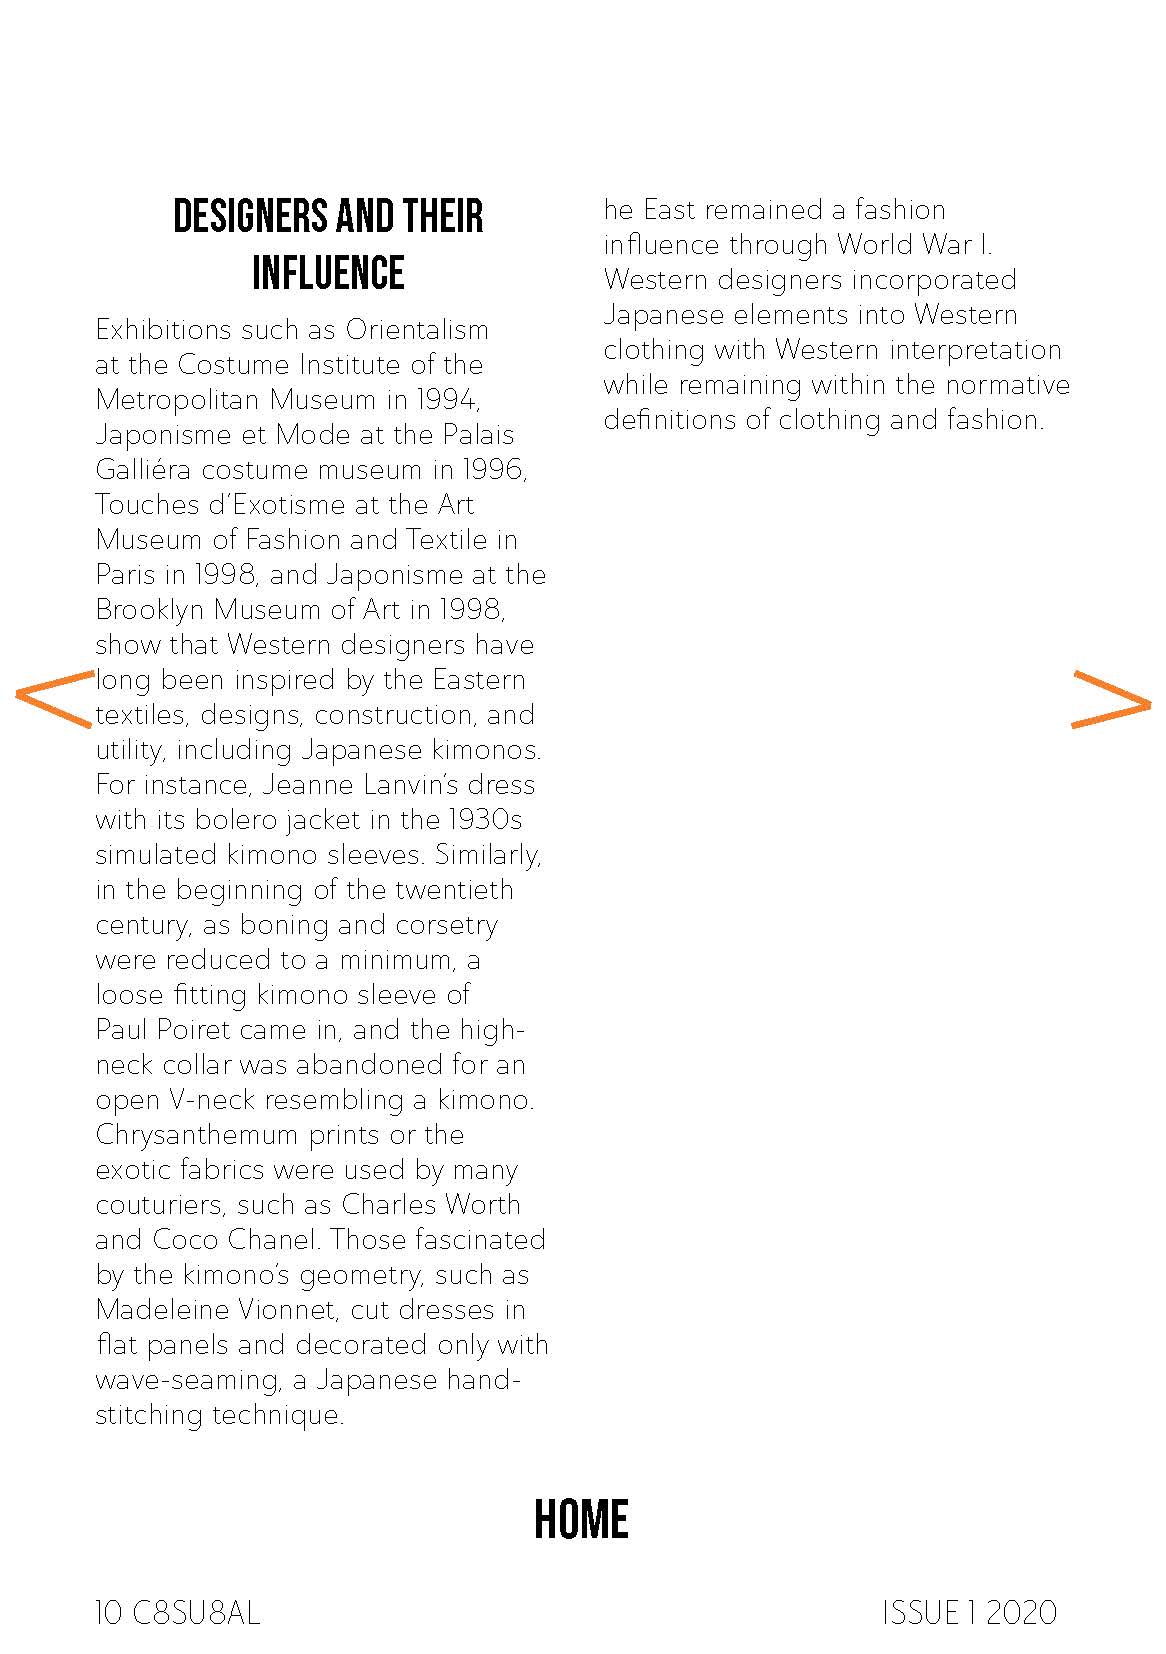 DESIGNERS AND THEIR
INFLUENCE
Exhibitions such as Orientalism
at the Costume Institute of the
Metropolitan Museum in 1994,
Japonisme et Mode at the Palais
Galliéra costume museum in 1996,
Touches d'Exotisme at the Art
Museum of Fashion and Textile in
Paris in 1998, and Japonisme at the
Brooklyn Museum of Art in 1998,
show that Western designers have
long been inspired by the Eastern
textiles, designs, construction, and
utility, including Japanese kimonos.
For instance, Jeanne Lanvin's dress
with its bolero jacket in the 1930s
simulated kimono sleeves. Similarly,
in the beginning of the twentieth
century, as boning and corsetry
were reduced to a minimum, a
loose fitting kimono sleeve of
Paul Poiret came in, and the high-
neck collar was abandoned for an
open V-neck resembling a kimono.
Chrysanthemum prints or the
exotic fabrics were used by many
couturiers, such as Charles Worth
and Coco Chanel. Those fascinated
by the kimono's geometry, such as
Madeleine Vionnet, cut dresses in
flat panels and decorated only with
wave-seaming, a Japanese hand-
stitching technique.
he East remained a fashion
influence through World War I.
Western designers incorporated
Japanese elements into Western
clothing with Western interpretation
while remaining within the normative
definitions of clothing and fashion.
HOME
10 C8SU8AL
ISSUE 1 2020